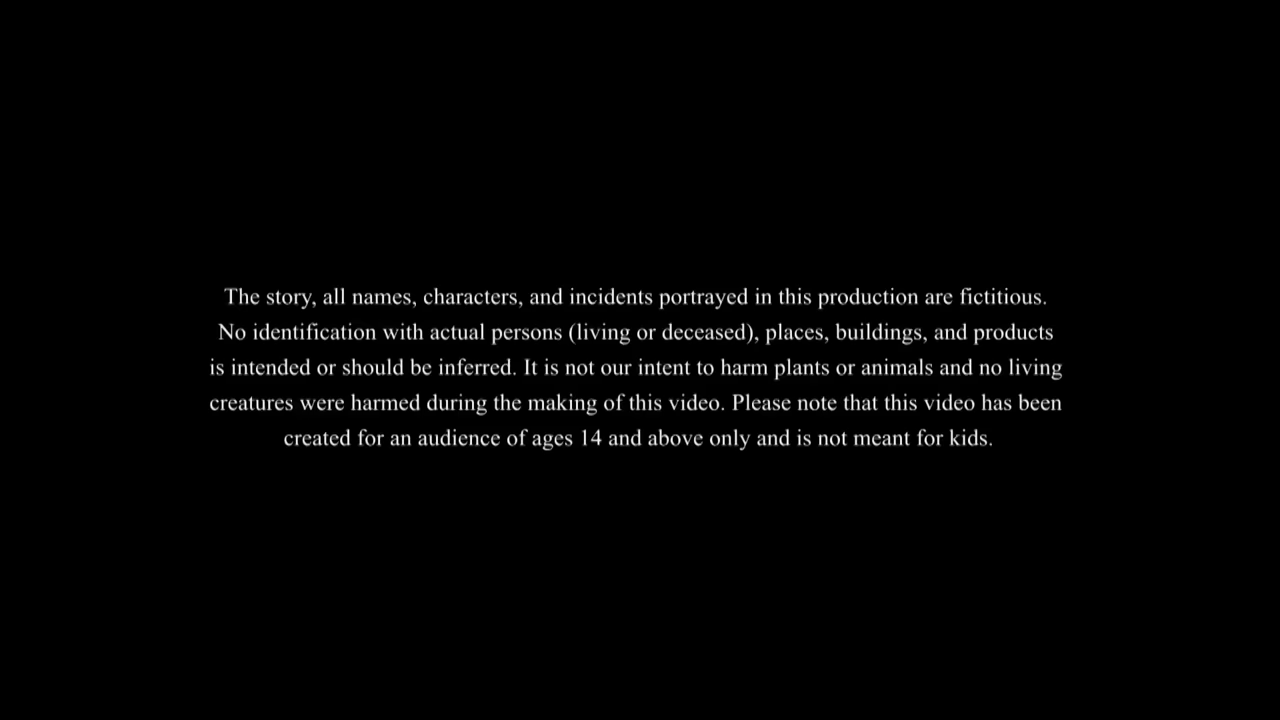 The story, all names, characters, and incidents portrayed in this production are fictitious.
No identification with actual persons (living or deceased), places, buildings, and products
is intended or should be inferred. It is not our intent to harm plants or animals and no living
creatures were harmed during the making of this video. Please note that this video has been
created for an audience of ages 14 and above only and is not meant for kids.